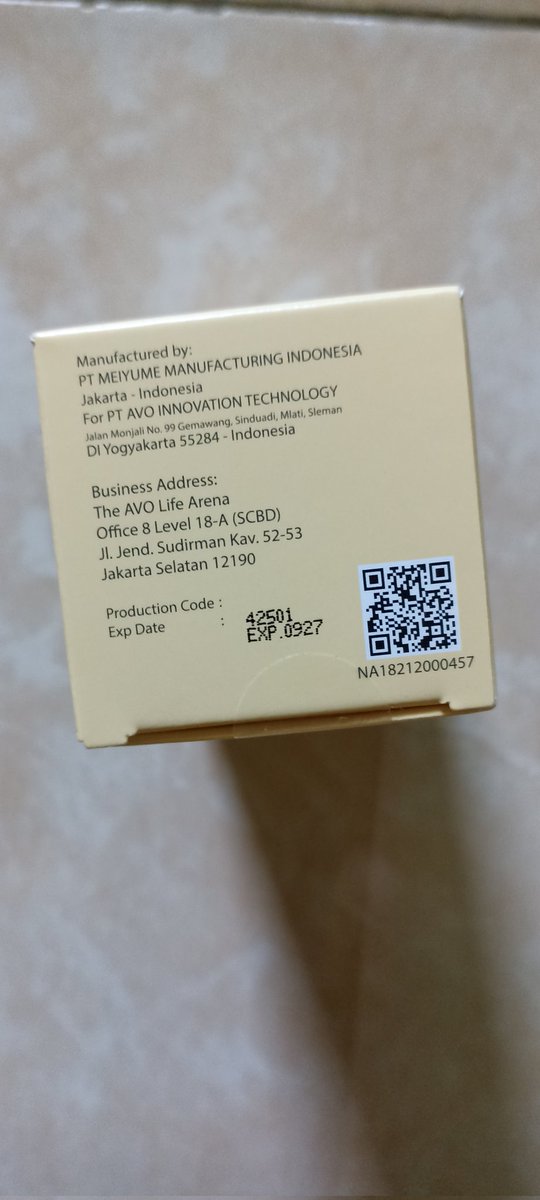 Manufactured by:
PT MEIYUME MANUFACTURING INDONESIA
Jakarta - Indonesia
For PT AVO INNOVATION TECHNOLOGY
Jalan Monjali No. 99 Gemawang, Sinduadi, Mlati, Sleman
DI Yogyakarta 55284 - Indonesia
Business Address:
The AVO Life Arena
Office 8 Level 18-A (SCBD)
Jl. Jend. Sudirman Kav. 52-53
Jakarta Selatan 12190
Production Code : 42501
Exp Date : EXP.0927
NA18212000457